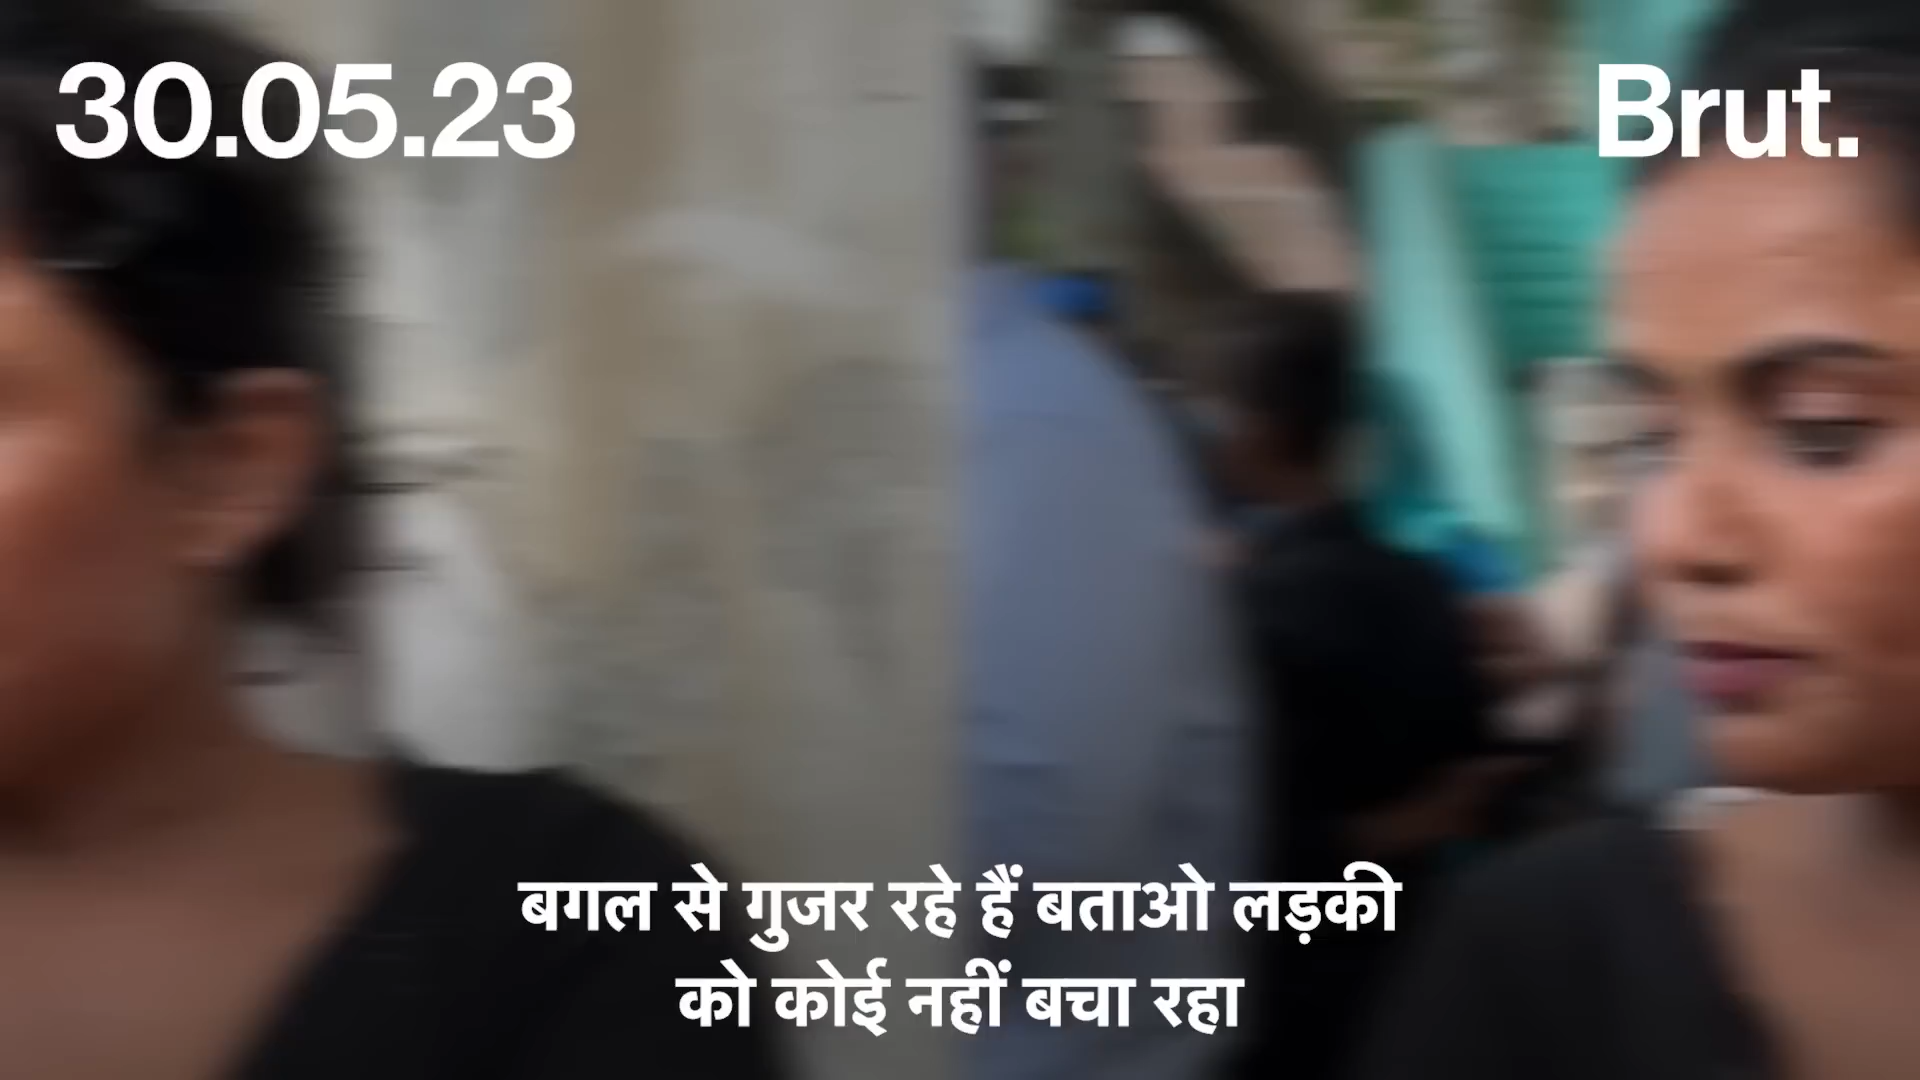 30.05.23
Brut.
बगल से गुजर रहे हैं बताओ लड़की
को कोई नहीं बचा रहा